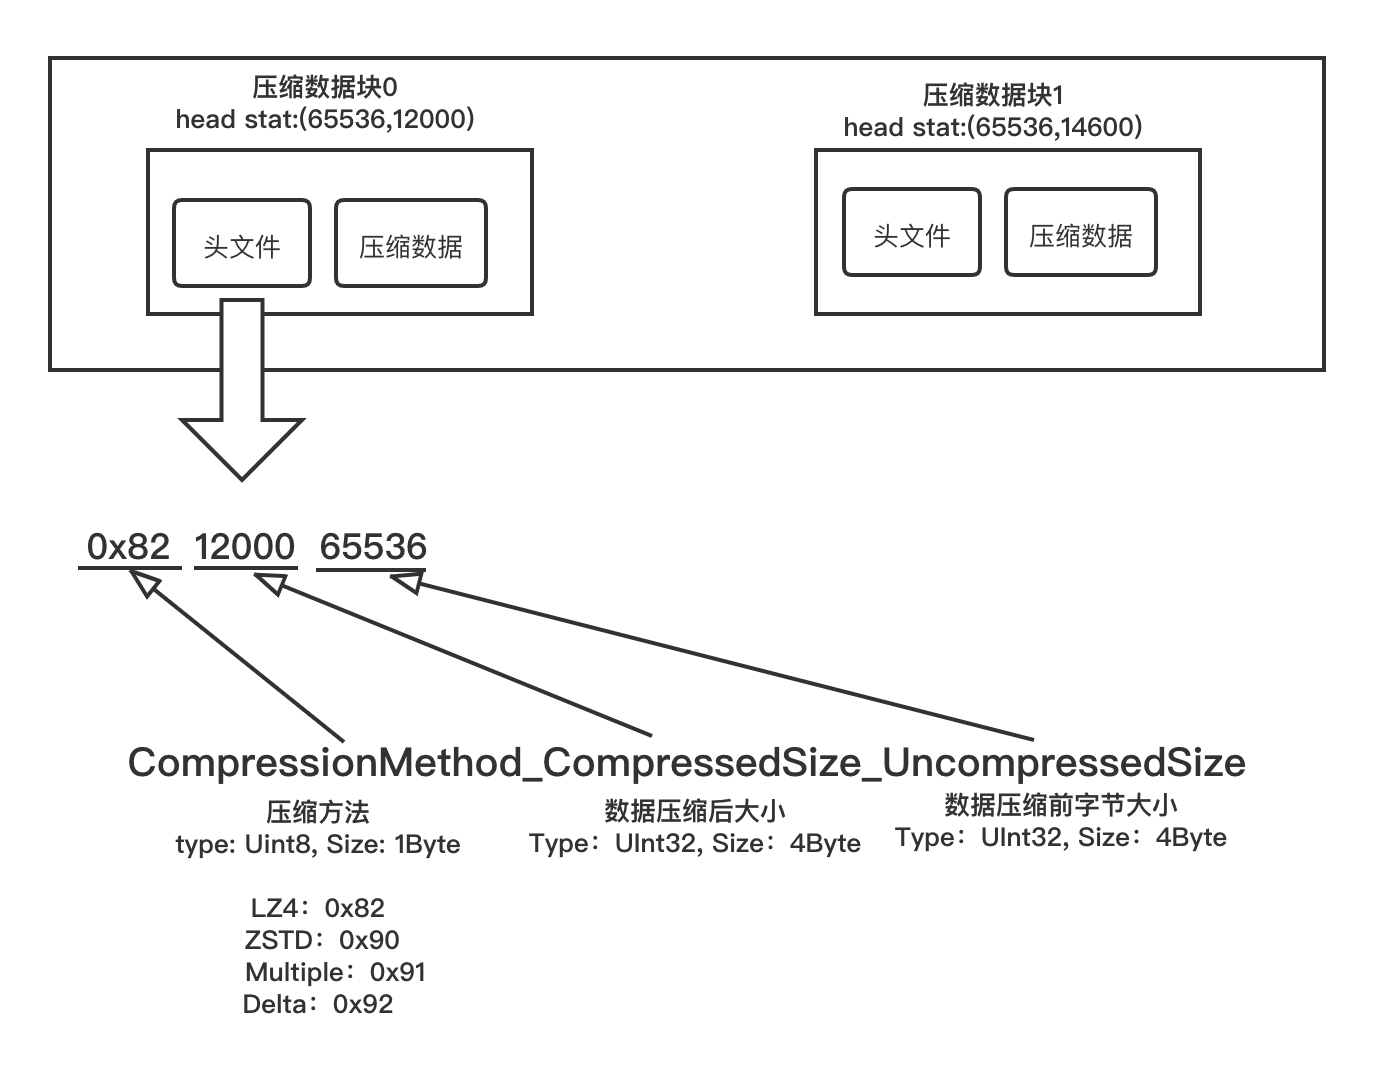 压缩数据块0
head stat:(65536,12000)
头文件
压缩数据
压缩数据块1
head stat:(65536,14600)
头文件
压缩数据
0x82 12000 65536
CompressionMethod_CompressedSize_UncompressedSize
压缩方法
type: Uint8, Size: 1Byte
数据压缩后大小
Type：UInt32, Size：4Byte
数据压缩前字节大小
Type：UInt32, Size：4Byte
LZ4：0x82
ZSTD：0x90
Multiple：0x91
Delta：0x92